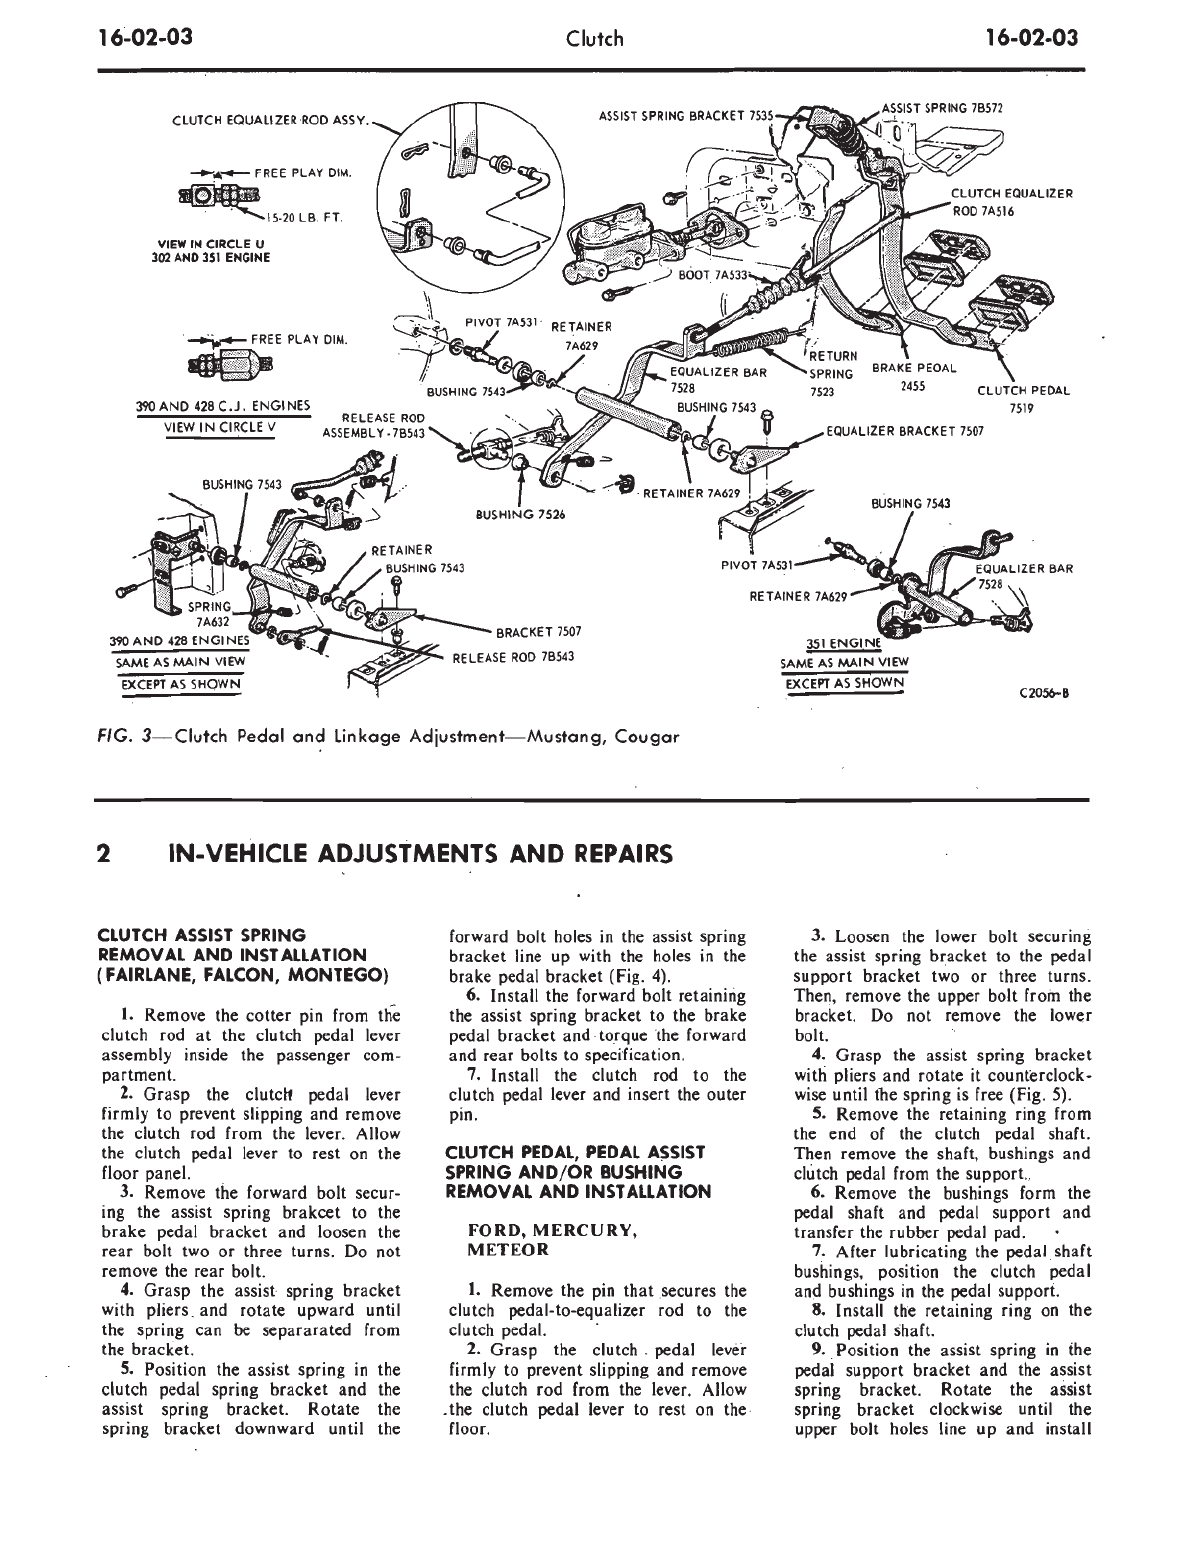 16-02-03 Clutch 16-02-03
CLUTCH EQUALIZER ROD ASSY.
ASSIST SPRING BRACKET 7535
ASSIST SPRING 7B572
FREE PLAY DIM.
15-20 LB. FT.
VIEW IN CIRCLE U
302 AND 351 ENGINE
CLUTCH EQUALIZER
ROD 7A516
BOOT 7A533
FREE PLAY DIM.
390 AND 428 C.J. ENGINES
VIEW IN CIRCLE V
PIVOT 7A531
RETAINER
7A629
BUSHING 7543
EQUALIZER BAR
7528
RETURN
SPRING
7523
BRAKE PEDAL
2455
CLUTCH PEDAL
7519
RELEASE ROD
ASSEMBLY-7B543
BUSHING 7543
EQUALIZER BRACKET 7507
BUSHING 7543
BUSHING 7526
RETAINER 7A629
BUSHING 7543
RETAINER
BUSHING 7543
PIVOT 7A531
EQUALIZER BAR
7528
RETAINER 7A629
SPRING
7A632
390 AND 428 ENGINES
SAME AS MAIN VIEW
EXCEPT AS SHOWN
BRACKET 7507
RELEASE ROD 7B543
351 ENGINE
SAME AS MAIN VIEW
EXCEPT AS SHOWN
C2056-B
FIG. 3—Clutch Pedal and Linkage Adjustment—Mustang, Cougar
2 IN-VEHICLE ADJUSTMENTS AND REPAIRS
CLUTCH ASSIST SPRING
REMOVAL AND INSTALLATION
(FAIRLANE, FALCON, MONTEGO)
1. Remove the cotter pin from the
clutch rod at the clutch pedal lever
assembly inside the passenger com-
partment.
2. Grasp the clutch pedal lever
firmly to prevent slipping and remove
the clutch rod from the lever. Allow
the clutch pedal lever to rest on the
floor panel.
3. Remove the forward bolt secur-
ing the assist spring brakcet to the
brake pedal bracket and loosen the
rear bolt two or three turns. Do not
remove the rear bolt.
4. Grasp the assist spring bracket
with pliers and rotate upward until
the spring can be separarated from
the bracket.
5. Position the assist spring in the
clutch pedal spring bracket and the
assist spring bracket. Rotate the
spring bracket downward until the
forward bolt holes in the assist spring
bracket line up with the holes in the
brake pedal bracket (Fig. 4).
6. Install the forward bolt retaining
the assist spring bracket to the brake
pedal bracket and torque the forward
and rear bolts to specification.
7. Install the clutch rod to the
clutch pedal lever and insert the outer
pin.
CLUTCH PEDAL, PEDAL ASSIST
SPRING AND/OR BUSHING
REMOVAL AND INSTALLATION
FORD, MERCURY,
METEOR
1. Remove the pin that secures the
clutch pedal-to-equalizer rod to the
clutch pedal.
2. Grasp the clutch pedal lever
firmly to prevent slipping and remove
the clutch rod from the lever. Allow
the clutch pedal lever to rest on the
floor.
3. Loosen the lower bolt securing
the assist spring bracket to the pedal
support bracket two or three turns.
Then, remove the upper bolt from the
bracket. Do not remove the lower
bolt.
4. Grasp the assist spring bracket
with pliers and rotate it counterclock-
wise until the spring is free (Fig. 5).
5. Remove the retaining ring from
the end of the clutch pedal shaft.
Then remove the shaft, bushings and
clutch pedal from the support.
6. Remove the bushings form the
pedal shaft and pedal support and
transfer the rubber pedal pad.
7. After lubricating the pedal shaft
bushings, position the clutch pedal
and bushings in the pedal support.
8. Install the retaining ring on the
clutch pedal shaft.
9. Position the assist spring in the
pedal support bracket and the assist
spring bracket. Rotate the assist
spring bracket clockwise until the
upper bolt holes line up and install